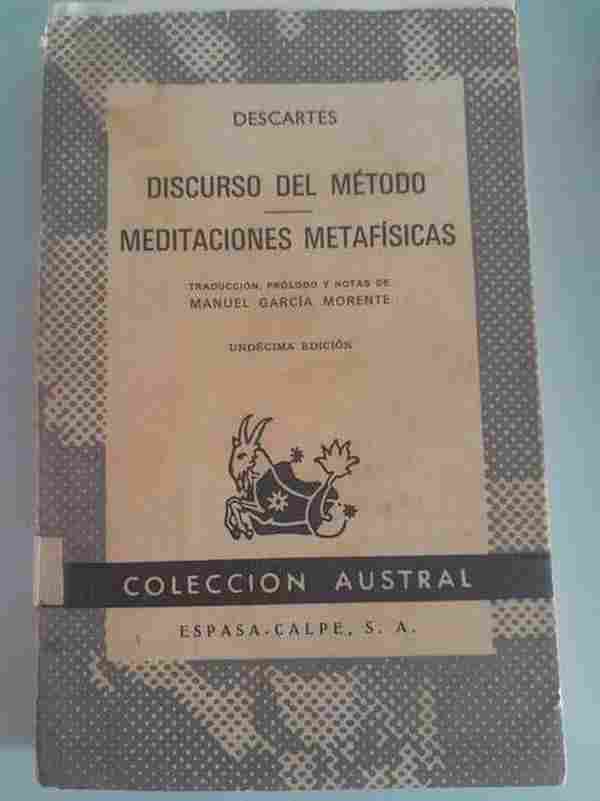 DESCARTES
DISCURSO DEL MÉTODO
MEDITACIONES METAFÍSICAS
TRADUCCIÓN, PRÓLOGO Y NOTAS DE
MANUEL GARCÍA MORENTE
UNDÉCIMA EDICIÓN
COLECCION AUSTRAL
ESPASA-CALPE, S. A.